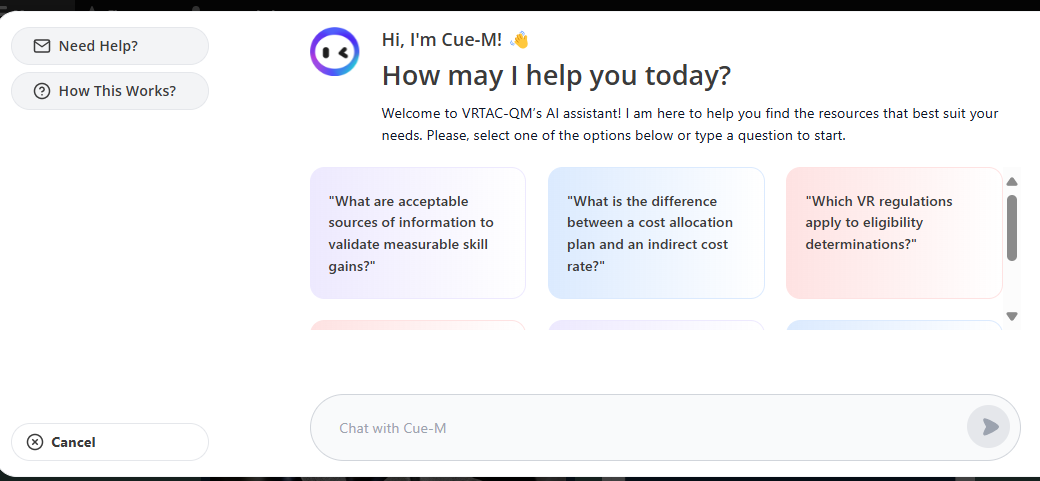 Need Help?
How This Works?
Hi, I'm Cue-M! 👋
How may I help you today?
Welcome to VRTAC-QM's AI assistant! I am here to help you find the resources that best suit your
needs. Please, select one of the options below or type a question to start.
"What are acceptable
sources of information to
validate measurable skill
gains?"
"What is the difference
between a cost allocation
plan and an indirect cost
rate?"
"Which VR regulations
apply to eligibility
determinations?"
Chat with Cue-M
Cancel